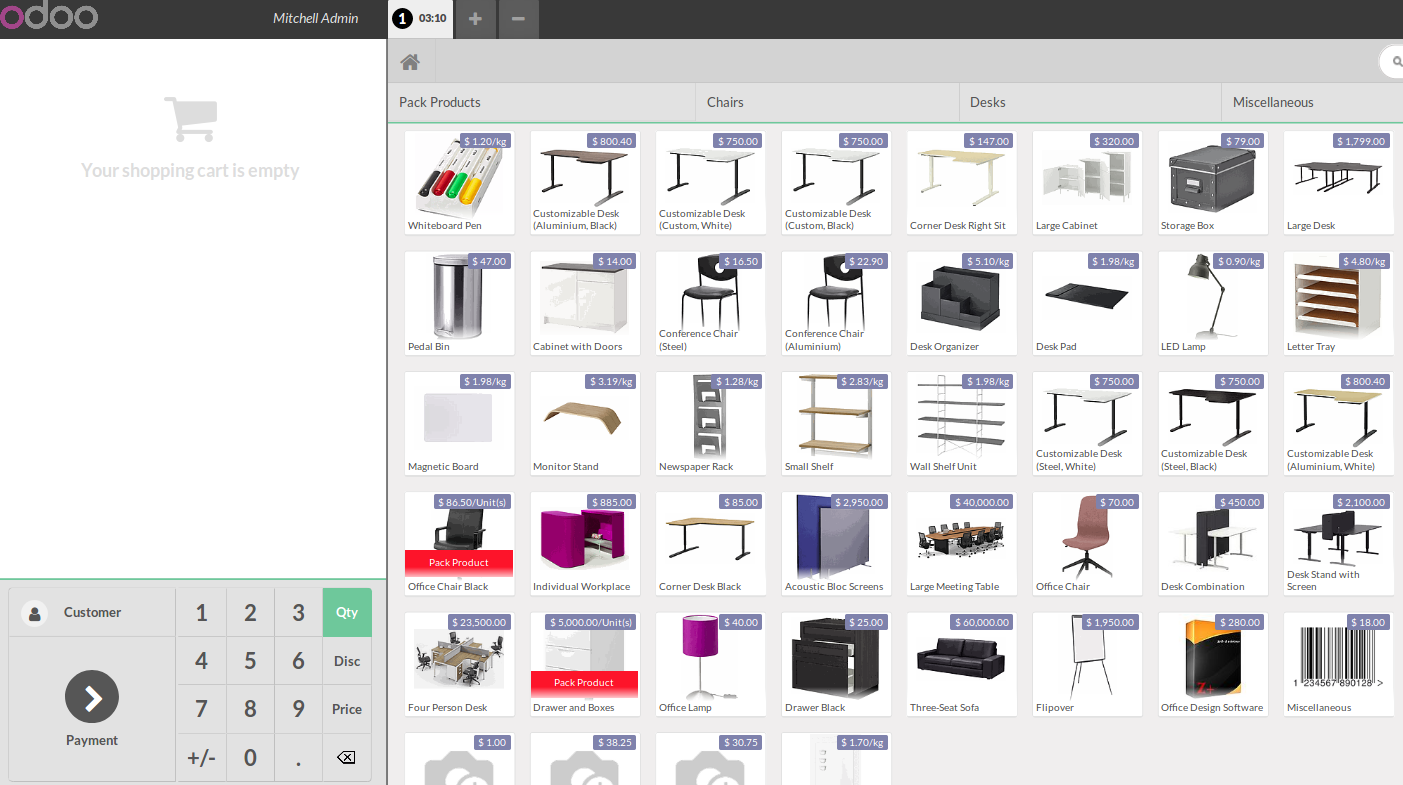 odoo
Mitchell Admin
1 03:10
Pack Products
Chairs
Desks
Miscellaneous
Your shopping cart is empty
$ 1.20/kg
Whiteboard Pen
$ 800.40
Customizable Desk
(Aluminium, Black)
$ 750.00
Customizable Desk
(Custom, White)
$ 750.00
Customizable Desk
(Custom, Black)
$ 147.00
Corner Desk Right Sit
$ 320.00
Large Cabinet
$ 79.00
Storage Box
$ 1,799.00
Large Desk
$ 47.00
Pedal Bin
$ 14.00
Cabinet with Doors
$ 16.50
Conference Chair
(Steel)
$ 22.90
Conference Chair
(Aluminium)
$ 5.10/kg
Desk Organizer
$ 1.98/kg
Desk Pad
$ 0.90/kg
LED Lamp
$ 4.80/kg
Letter Tray
$ 1.98/kg
Magnetic Board
$ 3.19/kg
Monitor Stand
$ 1.28/kg
Newspaper Rack
$ 2.83/kg
Small Shelf
$ 1.98/kg
Wall Shelf Unit
$ 750.00
Customizable Desk
(Steel, White)
$ 750.00
Customizable Desk
(Steel, Black)
$ 800.40
Customizable Desk
(Aluminium, White)
$ 86.50/Unit(s)
Pack Product
Office Chair Black
$ 885.00
Individual Workplace
$ 85.00
Corner Desk Black
$ 2,950.00
Acoustic Bloc Screens
$ 40,000.00
Large Meeting Table
$ 70.00
Office Chair
$ 450.00
Desk Combination
$ 2,100.00
Desk Stand with
Screen
$ 23,500.00
Four Person Desk
$ 5,000.00/Unit(s)
Pack Product
Drawer and Boxes
$ 40.00
Office Lamp
$ 25.00
Drawer Black
$ 60,000.00
Three-Seat Sofa
$ 1,950.00
Flipover
$ 280.00
Office Design Software
$ 18.00
1 234567 890128 >
Miscellaneous
$ 1.00
$ 38.25
$ 30.75
$ 1.70/kg
Customer
1 2 3 Qty
4 5 6 Disc
7 8 9 Price
+/- 0 .
Payment